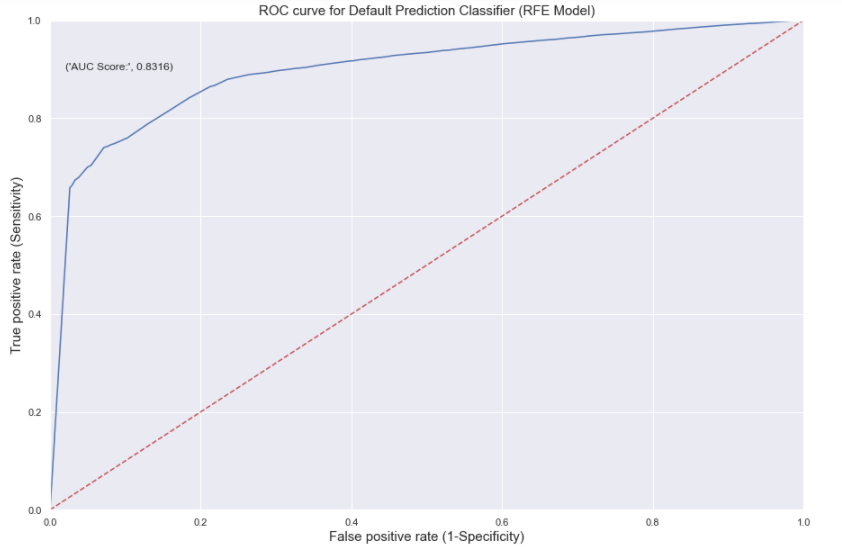 ROC curve for Default Prediction Classifier (RFE Model)
1.0
('AUC Score:', 0.8316)
0.8
0.6
0.4
0.2
0.0
True positive rate (Sensitivity)
0.0 0.2 0.4 0.6 0.8 1.0
False positive rate (1-Specificity)